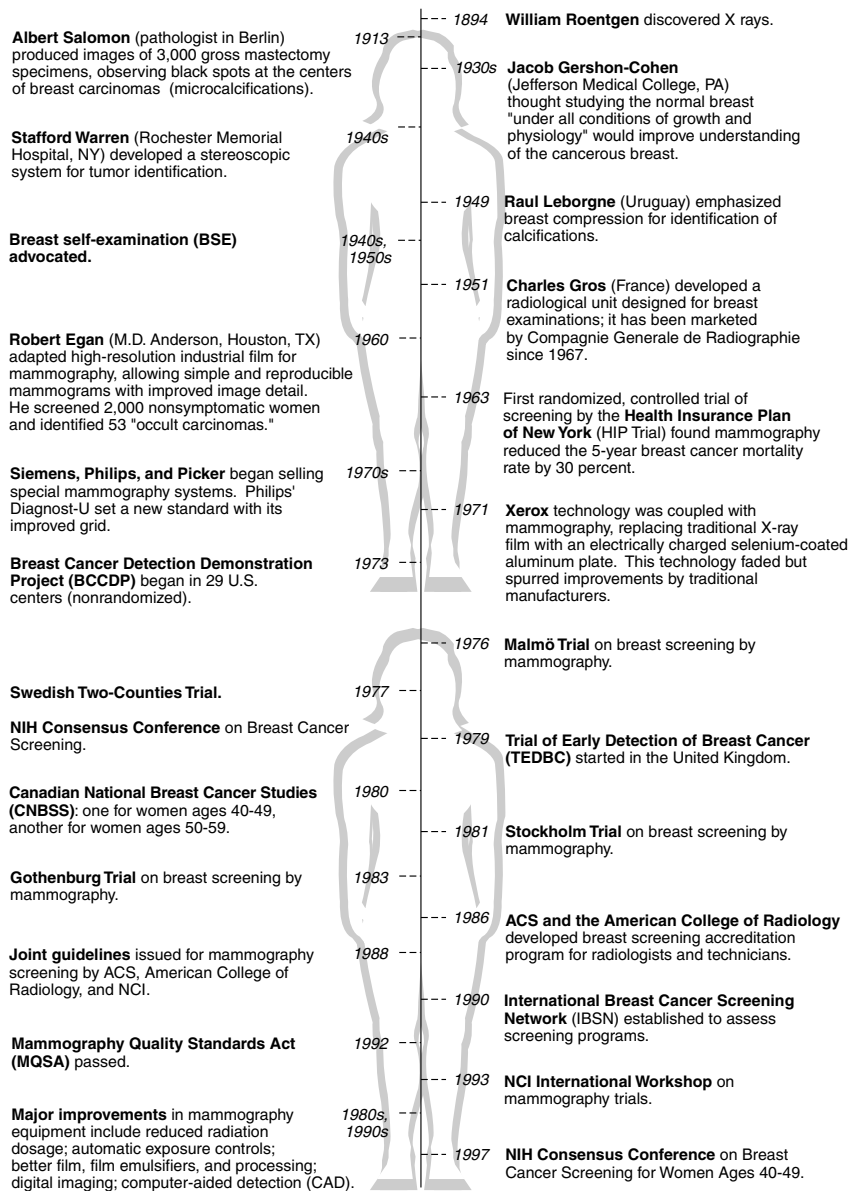 1894 William Roentgen discovered X rays.
Albert Salomon (pathologist in Berlin) 1913
produced images of 3,000 gross mastectomy
specimens, observing black spots at the centers
of breast carcinomas (microcalcifications).
1930s Jacob Gershon-Cohen
(Jefferson Medical College, PA)
thought studying the normal breast
"under all conditions of growth and
physiology" would improve understanding
of the cancerous breast.
Stafford Warren (Rochester Memorial 1940s
Hospital, NY) developed a stereoscopic
system for tumor identification.
1949 Raul Leborgne (Uruguay) emphasized
breast compression for identification of
calcifications.
Breast self-examination (BSE) 1940s,
advocated. 1950s
1951 Charles Gros (France) developed a
radiological unit designed for breast
examinations; it has been marketed
by Compagnie Generale de Radiographie
since 1967.
Robert Egan (M.D. Anderson, Houston, TX) 1960
adapted high-resolution industrial film for
mammography, allowing simple and reproducible
mammograms with improved image detail.
He screened 2,000 nonsymptomatic women
and identified 53 "occult carcinomas."
1963 First randomized, controlled trial of
screening by the Health Insurance Plan
of New York (HIP Trial) found mammography
reduced the 5-year breast cancer mortality
rate by 30 percent.
Siemens, Philips, and Picker began selling 1970s
special mammography systems. Philips'
Diagnost-U set a new standard with its
improved grid.
1971 Xerox technology was coupled with
mammography, replacing traditional X-ray
film with an electrically charged selenium-coated
aluminum plate. This technology faded but
spurred improvements by traditional
manufacturers.
Breast Cancer Detection Demonstration 1973
Project (BCCDP) began in 29 U.S.
centers (nonrandomized).
1976 Malmö Trial on breast screening by
mammography.
Swedish Two-Counties Trial. 1977
NIH Consensus Conference on Breast Cancer
Screening.
1979 Trial of Early Detection of Breast Cancer
(TEDBC) started in the United Kingdom.
Canadian National Breast Cancer Studies 1980
(CNBSS): one for women ages 40-49,
another for women ages 50-59.
1981 Stockholm Trial on breast screening by
mammography.
Gothenburg Trial on breast screening by 1983
mammography.
1986 ACS and the American College of Radiology
developed breast screening accreditation
program for radiologists and technicians.
Joint guidelines issued for mammography 1988
screening by ACS, American College of
Radiology, and NCI.
1990 International Breast Cancer Screening
Network (IBSN) established to assess
screening programs.
Mammography Quality Standards Act 1992
(MQSA) passed.
1993 NCI International Workshop on
mammography trials.
Major improvements in mammography 1980s,
equipment include reduced radiation 1990s
dosage; automatic exposure controls;
better film, film emulsifiers, and processing;
digital imaging; computer-aided detection (CAD).
1997 NIH Consensus Conference on Breast
Cancer Screening for Women Ages 40-49.